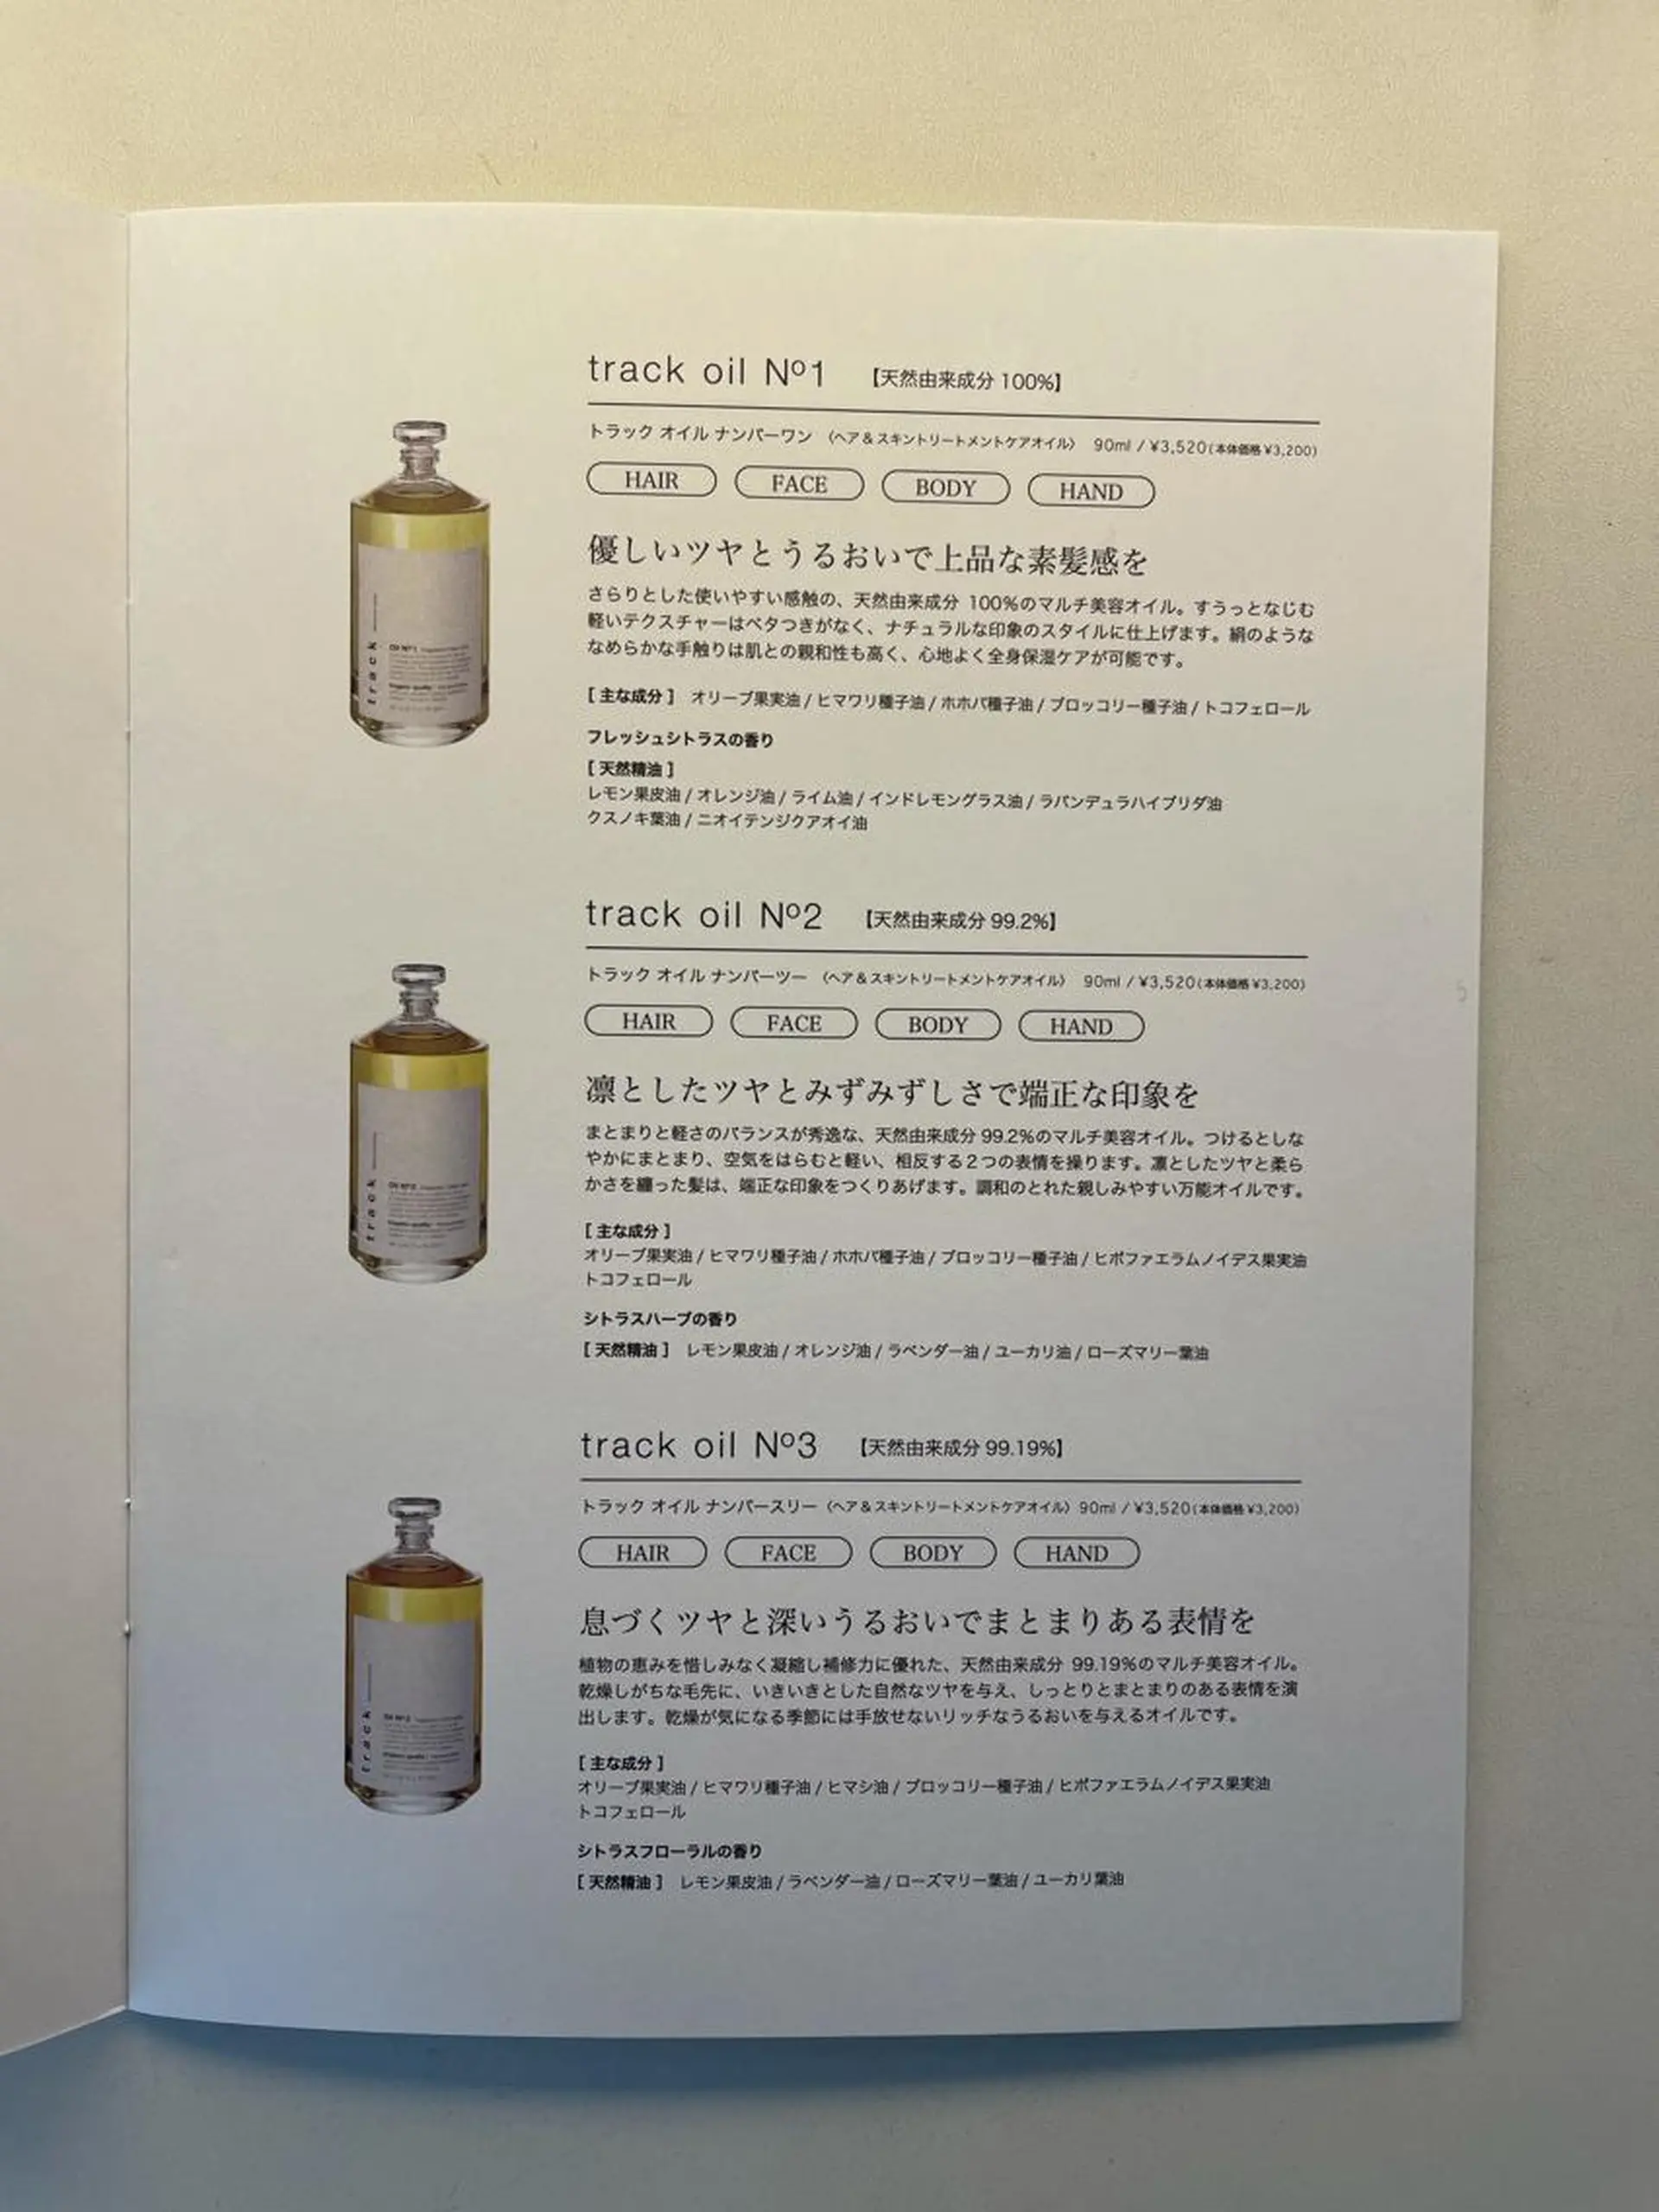 track oil Nº1 【天然由来成分 100%】
トラック オイル ナンバーワン 〈ヘア＆スキントリートメントケアオイル〉 90ml / ¥3,520(本体価格 ¥3,200)
HAIR FACE BODY HAND
優しいツヤとうるおいで上品な素髪感を
さらりとした使いやすい感触の、天然由来成分 100%のマルチ美容オイル。すうっとなじむ
軽いテクスチャーはベタつきがなく、ナチュラルな印象のスタイルに仕上げます。絹のような
なめらかな手触りは肌との親和性も高く、心地よく全身保湿ケアが可能です。
[ 主な成分 ] オリーブ果実油 / ヒマワリ種子油 / ホホバ種子油 / ブロッコリー種子油 / トコフェロール
フレッシュシトラスの香り
[ 天然精油 ]
レモン果皮油 / オレンジ油 / ライム油 / インドレモングラス油 / ラバンデュラハイブリダ油
クスノキ葉油 / ニオイテンジクアオイ油
track oil Nº2 【天然由来成分 99.2%】
トラック オイル ナンバーツー 〈ヘア＆スキントリートメントケアオイル〉 90ml / ¥3,520(本体価格 ¥3,200)
HAIR FACE BODY HAND
凛としたツヤとみずみずしさで端正な印象を
まとまりと軽さのバランスが秀逸な、天然由来成分 99.2%のマルチ美容オイル。つけるとしな
やかにまとまり、空気をはらむと軽い、相反する2つの表情を操ります。凛としたツヤと柔ら
かさを纏った髪は、端正な印象をつくりあげます。調和のとれた親しみやすい万能オイルです。
[ 主な成分 ]
オリーブ果実油 / ヒマワリ種子油 / ホホバ種子油 / ブロッコリー種子油 / ヒポファエラムノイデス果実油
トコフェロール
シトラスハーブの香り
[ 天然精油 ] レモン果皮油 / オレンジ油 / ラベンダー油 / ユーカリ油 / ローズマリー葉油
track oil Nº3 【天然由来成分 99.19%】
トラック オイル ナンバースリー 〈ヘア＆スキントリートメントケアオイル〉 90ml / ¥3,520(本体価格 ¥3,200)
HAIR FACE BODY HAND
息づくツヤと深いうるおいでまとまりある表情を
植物の恵みを惜しみなく凝縮し補修力に優れた、天然由来成分 99.19%のマルチ美容オイル。
乾燥しがちな毛先に、いきいきとした自然なツヤを与え、しっとりとまとまりのある表情を演
出します。乾燥が気になる季節には手放せないリッチなうるおいを与えるオイルです。
[ 主な成分 ]
オリーブ果実油 / ヒマワリ種子油 / ヒマシ油 / ブロッコリー種子油 / ヒポファエラムノイデス果実油
トコフェロール
シトラスフローラルの香り
[ 天然精油 ] レモン果皮油 / ラベンダー油 / ローズマリー葉油 / ユーカリ葉油
track
track
track